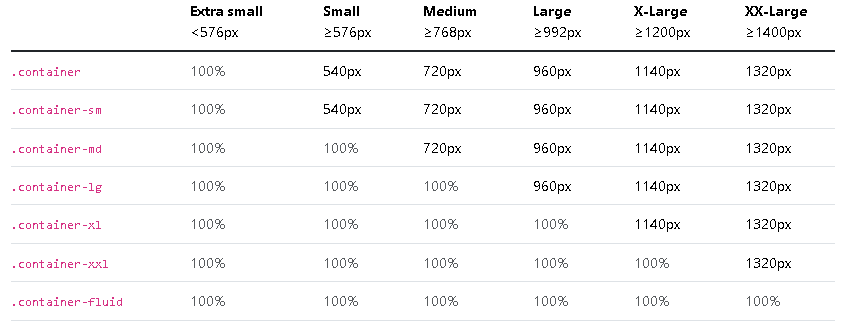 Extra small Small Medium Large X-Large XX-Large
<576px ≥576px ≥768px ≥992px ≥1200px ≥1400px
.container 100% 540px 720px 960px 1140px 1320px
.container-sm 100% 540px 720px 960px 1140px 1320px
.container-md 100% 100% 720px 960px 1140px 1320px
.container-lg 100% 100% 100% 960px 1140px 1320px
.container-xl 100% 100% 100% 100% 1140px 1320px
.container-xxl 100% 100% 100% 100% 100% 1320px
.container-fluid 100% 100% 100% 100% 100% 100%